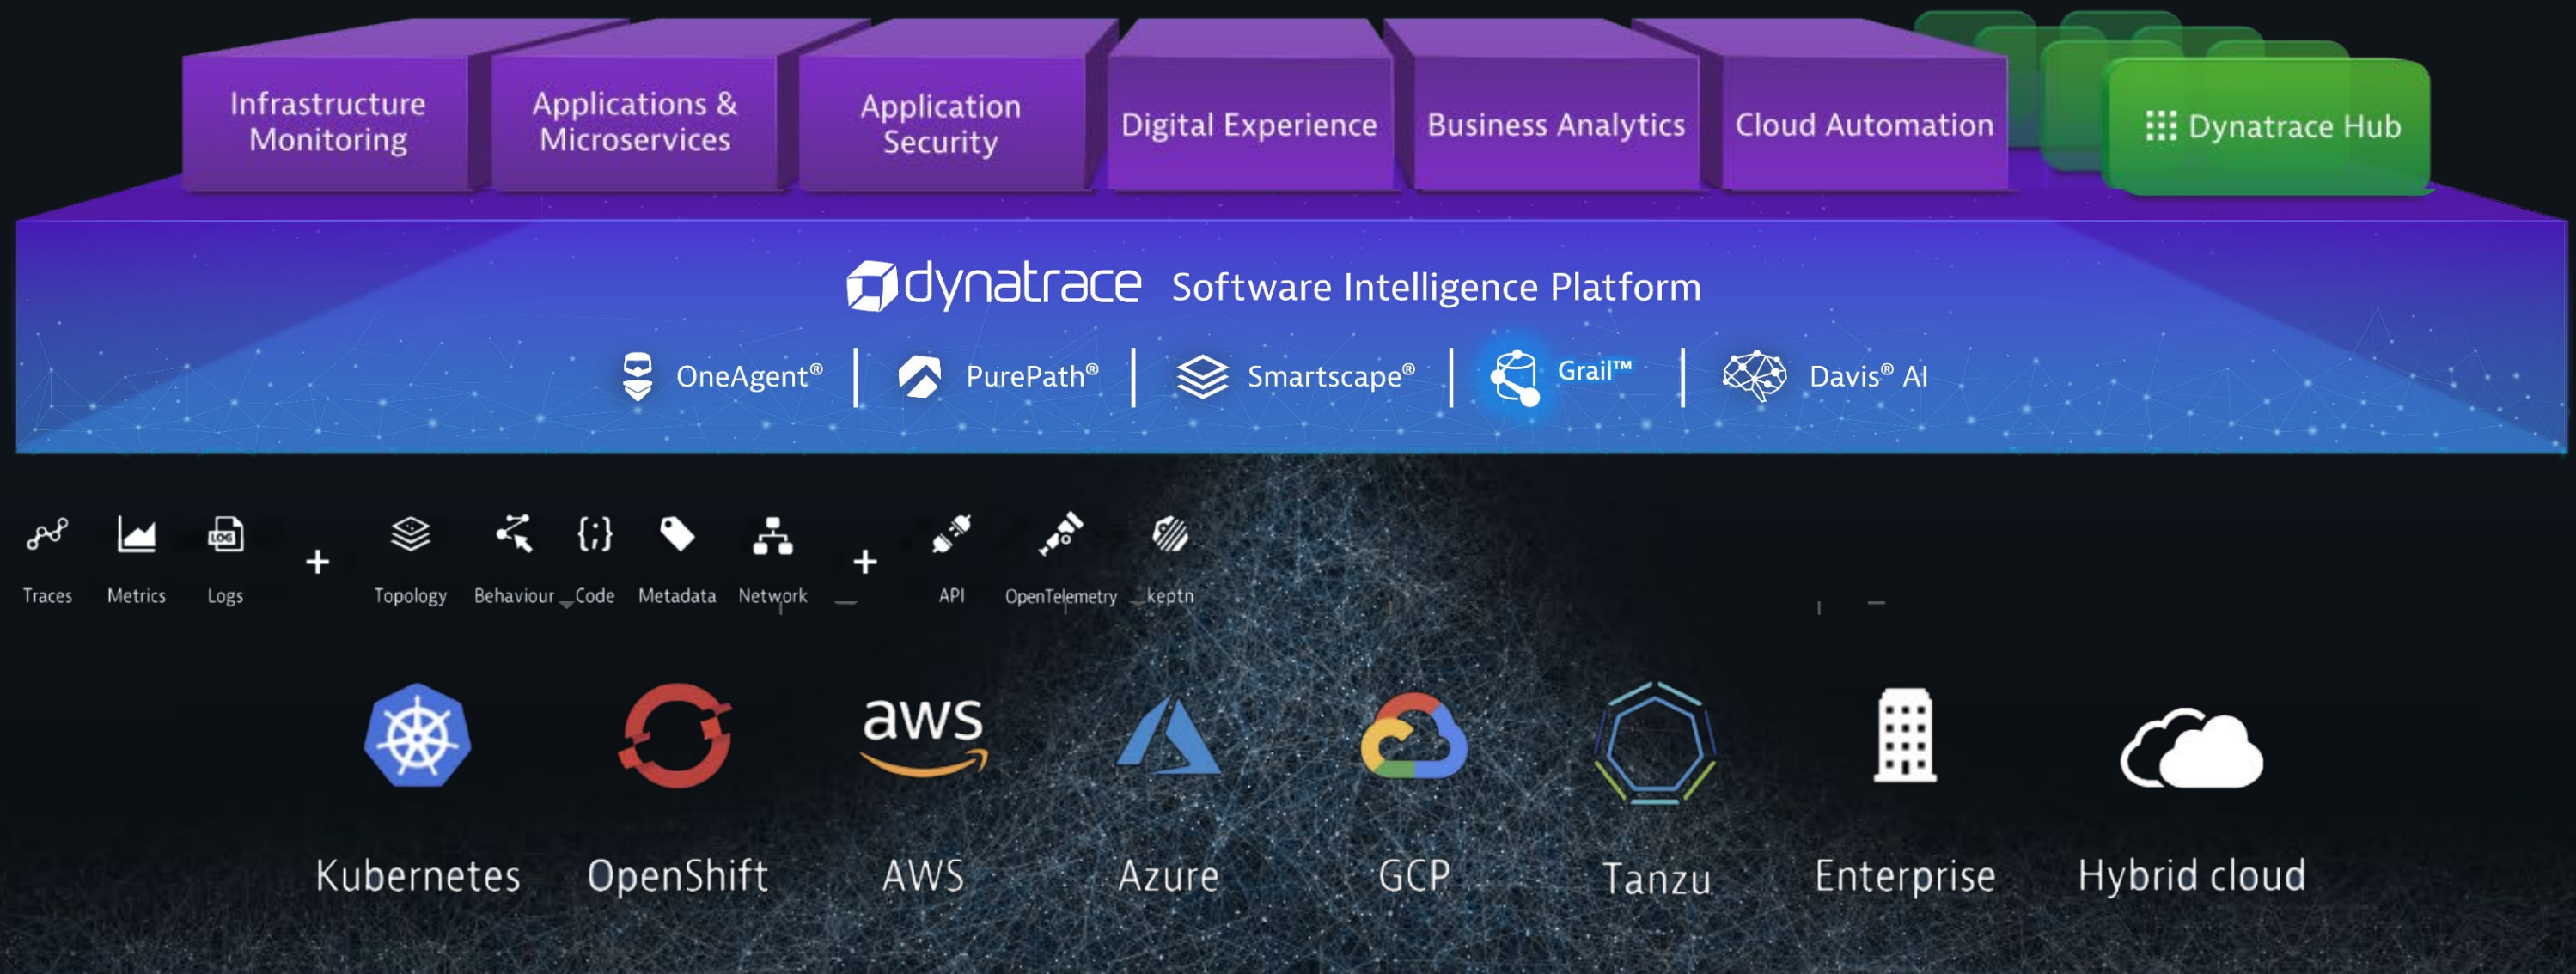 Infrastructure
Monitoring
Applications &
Microservices
Application
Security
Digital Experience
Business Analytics
Cloud Automation
Dynatrace Hub
dynatrace Software Intelligence Platform
OneAgent®
PurePath®
Smartscape®
Grail™
Davis® AI
LOG
Traces
Metrics
Logs
+
Topology
Behaviour
{;}
Code
Metadata
Network
+
API
OpenTelemetry
keptn
aws
Kubernetes
OpenShift
AWS
Azure
GCP
Tanzu
Enterprise
Hybrid cloud